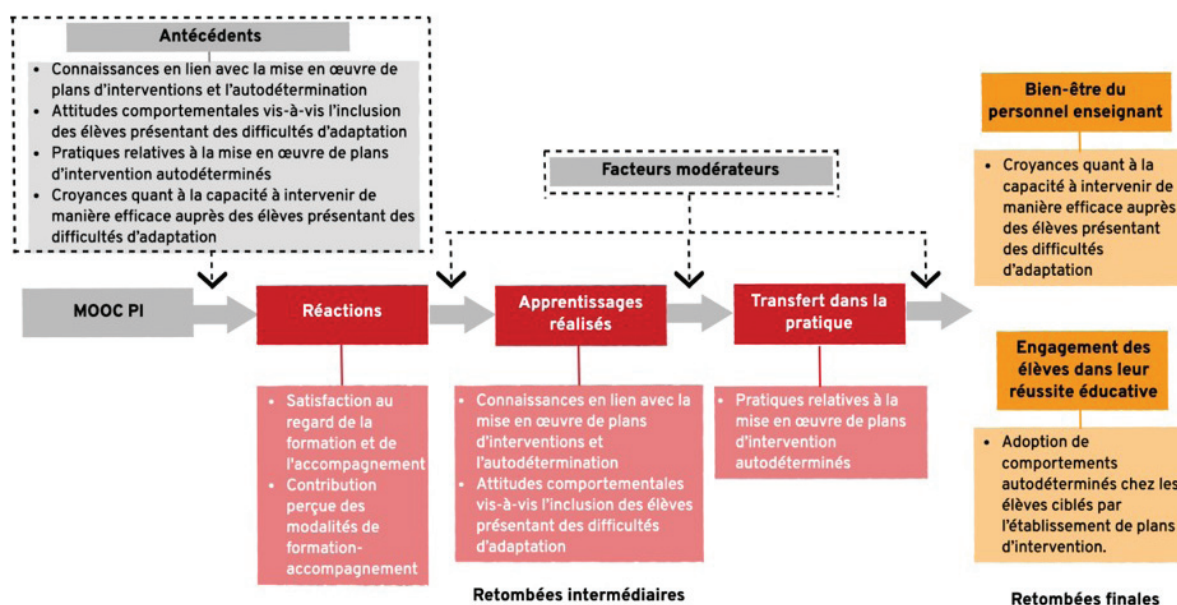 Antécédents
• Connaissances en lien avec la mise en œuvre de
plans d'interventions et l'autodétermination
• Attitudes comportementales vis-à-vis l'inclusion
des élèves présentant des difficultés d'adaptation
• Pratiques relatives à la mise en œuvre de plans
d'intervention autodéterminés
• Croyances quant à la capacité à intervenir de
manière efficace auprès des élèves présentant des
difficultés d'adaptation
Facteurs modérateurs
MOOC PI
Réactions
• Satisfaction au
regard de la
formation et de
l'accompagnement
• Contribution
perçue des
modalités de
formation-
accompagnement
Apprentissages
réalisés
• Connaissances en lien avec la
mise en œuvre de plans
d'interventions et
l'autodétermination
• Attitudes comportementales
vis-à-vis l'inclusion des élèves
présentant des difficultés
d'adaptation
Transfert dans la
pratique
• Pratiques relatives à la
mise en œuvre de plans
d'intervention
autodéterminés
Retombées intermédiaires
Bien-être du
personnel enseignant
• Croyances quant à la
capacité à intervenir de
manière efficace auprès
des élèves présentant
des difficultés
d'adaptation
Engagement des
élèves dans leur
réussite éducative
• Adoption de
comportements
autodéterminés chez les
élèves ciblés par
l'établissement de plans
d'intervention.
Retombées finales